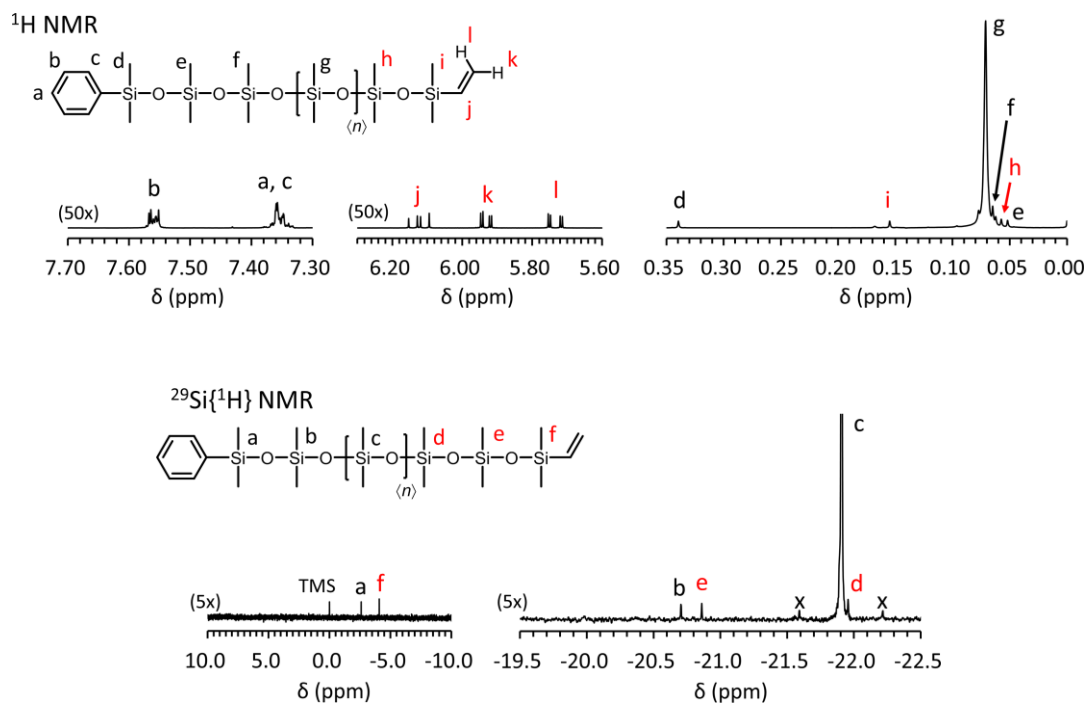 ¹H NMR
l
b c d e f g h i H H k
a Si O Si O Si O Si O Si O Si
⟨n⟩ j
g
f
h
b a, c j k l d i e
(50x) (50x)
7.70 7.60 7.50 7.40 7.30 6.20 6.00 5.80 5.60 0.35 0.30 0.25 0.20 0.15 0.10 0.05 0.00
δ (ppm) δ (ppm) δ (ppm)
²⁹Si{¹H} NMR
a b c d e f
Si O Si O Si O Si O Si O Si
⟨n⟩
c
TMS a f b e x d x
(5x) (5x)
10.0 5.0 0.0 -5.0 -10.0 -19.5 -20.0 -20.5 -21.0 -21.5 -22.0 -22.5
δ (ppm) δ (ppm)